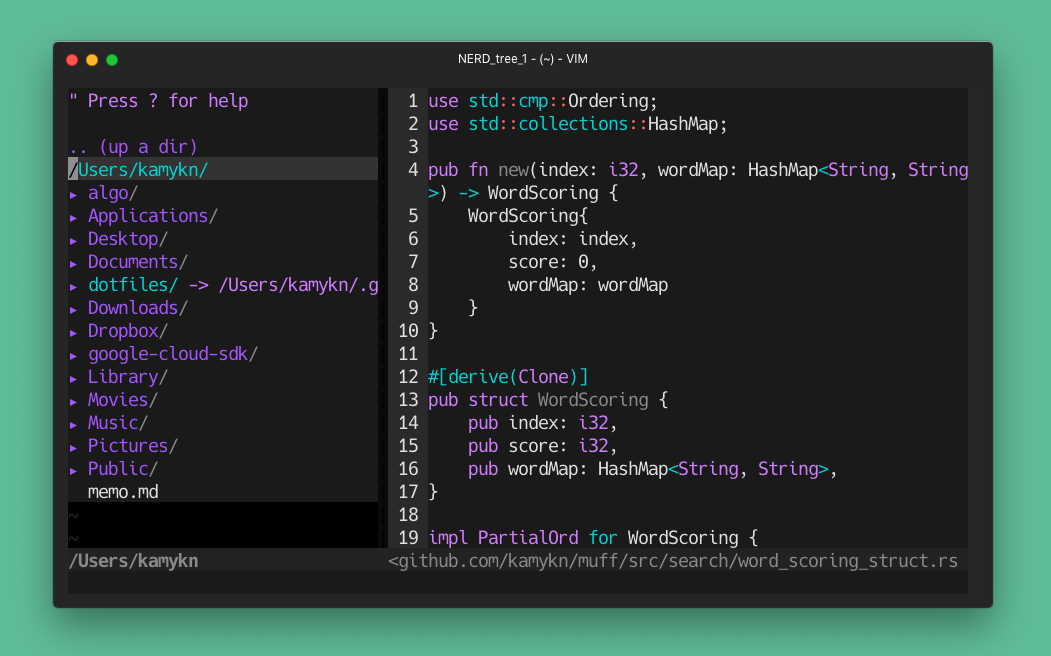 NERD_tree_1 - (~) - VIM
" Press ? for help
.. (up a dir)
/Users/kamykn/
▸ algo/
▸ Applications/
▸ Desktop/
▸ Documents/
▸ dotfiles/ -> /Users/kamykn/.g
▸ Downloads/
▸ Dropbox/
▸ google-cloud-sdk/
▸ Library/
▸ Movies/
▸ Music/
▸ Pictures/
▸ Public/
memo.md
~
~
/Users/kamykn
1 use std::cmp::Ordering;
2 use std::collections::HashMap;
3
4 pub fn new(index: i32, wordMap: HashMap<String, String
>) -> WordScoring {
5     WordScoring{
6         index: index,
7         score: 0,
8         wordMap: wordMap
9     }
10 }
11
12 #[derive(Clone)]
13 pub struct WordScoring {
14     pub index: i32,
15     pub score: i32,
16     pub wordMap: HashMap<String, String>,
17 }
18
19 impl PartialOrd for WordScoring {
<github.com/kamykn/muff/src/search/word_scoring_struct.rs